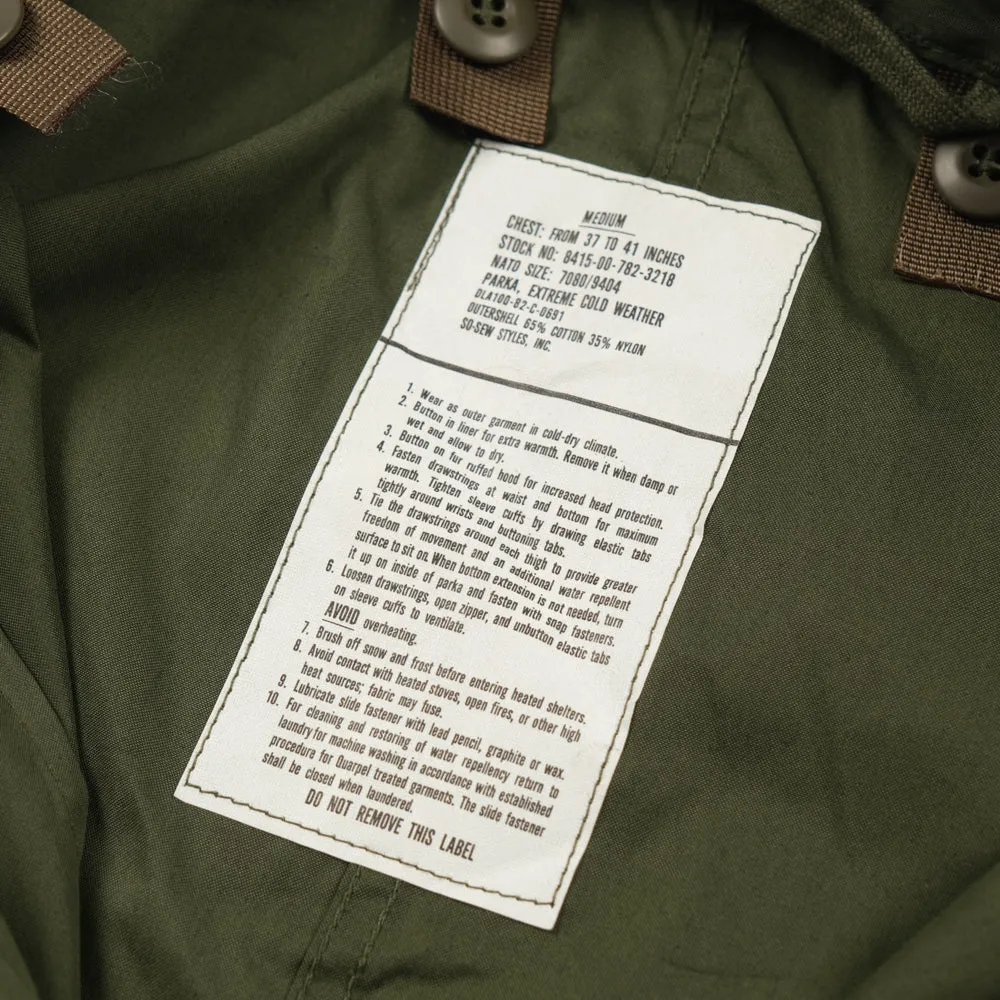 MEDIUM
CHEST: FROM 37 TO 41 INCHES
STOCK NO: 8415-00-782-3218
NATO SIZE: 7080/9404
PARKA, EXTREME COLD WEATHER
DLA100-82-C-0691
OUTERSHELL 65% COTTON 35% NYLON
SO-SEW STYLES, INC.
1. Wear as outer garment in cold-dry climate.
2. Button in liner for extra warmth. Remove it when damp or
wet and allow to dry.
3. Button on fur ruffed hood for increased head protection.
4. Fasten drawstrings at waist and bottom for maximum
warmth. Tighten sleeve cuffs by drawing elastic tabs
tightly around wrists and buttoning tabs.
5. Tie the drawstrings around each thigh to provide greater
freedom of movement and an additional water repellent
surface to sit on. When bottom extension is not needed, turn
it up on inside of parka and fasten with snap fasteners.
6. Loosen drawstrings, open zipper, and unbutton elastic tabs
on sleeve cuffs to ventilate.
AVOID overheating.
7. Brush off snow and frost before entering heated shelters.
8. Avoid contact with heated stoves, open fires, or other high
heat sources; fabric may fuse.
9. Lubricate slide fastener with lead pencil, graphite or wax.
10. For cleaning and restoring of water repellency return to
laundry for machine washing in accordance with established
procedure for Quarpel treated garments. The slide fastener
shall be closed when laundered.
DO NOT REMOVE THIS LABEL